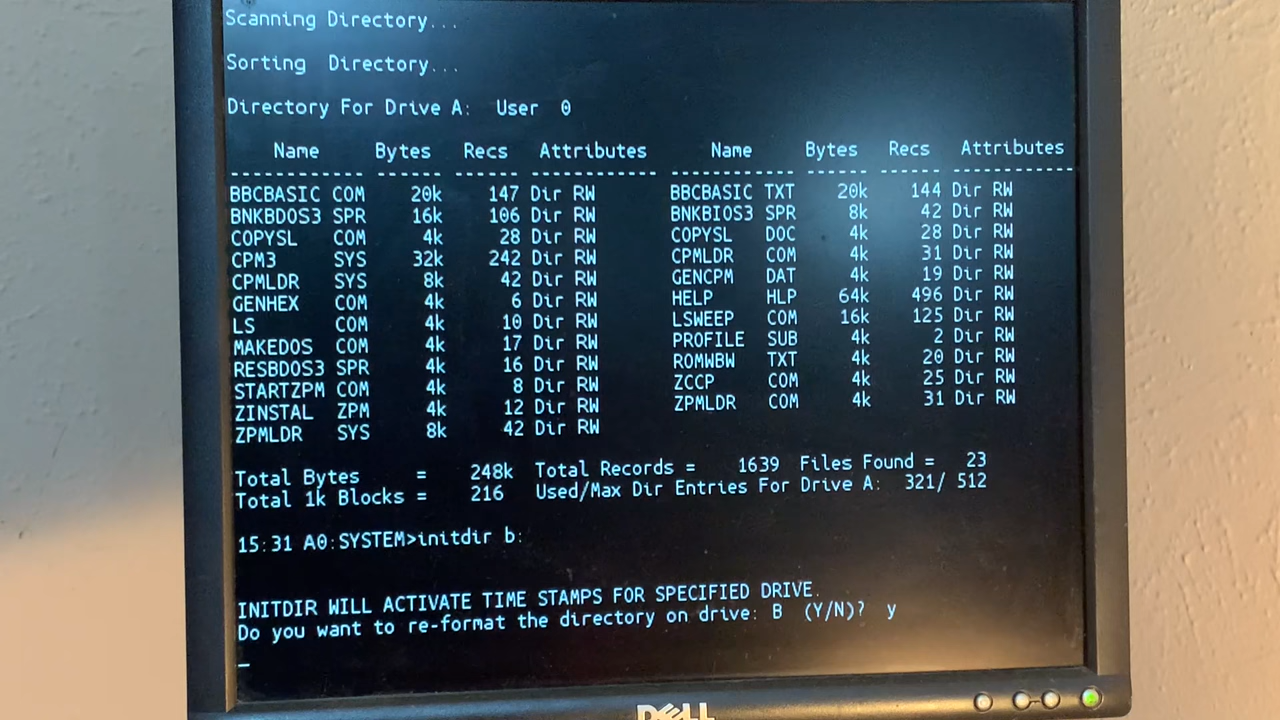 Scanning Directory...
Sorting Directory...
Directory For Drive A: User 0
Name Bytes Recs Attributes Name Bytes Recs Attributes
BBCBASIC COM 20k 147 Dir RW BBCBASIC TXT 20k 144 Dir RW
BNKBDOS3 SPR 16k 106 Dir RW BNKBIOS3 SPR 8k 42 Dir RW
COPYSL COM 4k 28 Dir RW COPYSL DOC 4k 28 Dir RW
CPM3 SYS 32k 242 Dir RW CPMLDR COM 4k 31 Dir RW
CPMLDR SYS 8k 42 Dir RW GENCPM DAT 4k 19 Dir RW
GENHEX COM 4k 6 Dir RW HELP HLP 64k 496 Dir RW
LS COM 4k 10 Dir RW LSWEEP COM 16k 125 Dir RW
MAKEDOS COM 4k 17 Dir RW PROFILE SUB 4k 2 Dir RW
RESBDOS3 SPR 4k 16 Dir RW ROMWBW TXT 4k 20 Dir RW
STARTZPM COM 4k 8 Dir RW ZCCP COM 4k 25 Dir RW
ZINSTAL ZPM 4k 12 Dir RW ZPMLDR COM 4k 31 Dir RW
ZPMLDR SYS 8k 42 Dir RW
Total Bytes = 248k Total Records = 1639 Files Found = 23
Total 1k Blocks = 216 Used/Max Dir Entries For Drive A: 321/ 512
15:31 A0:SYSTEM>initdir b:
INITDIR WILL ACTIVATE TIME STAMPS FOR SPECIFIED DRIVE.
Do you want to re-format the directory on drive: B (Y/N)? y
DELL